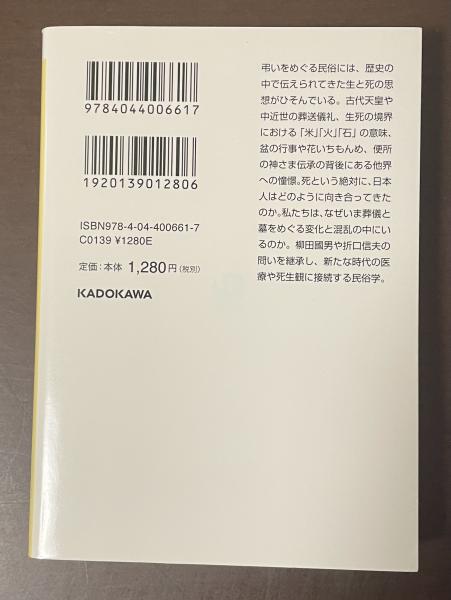 9784044006617
1920139012806
ISBN978-4-04-400661-7
C0139 ¥1280E
定価:本体 1,280円(税別)
KADOKAWA
弔いをめぐる民俗には、歴史の
中で伝えられてきた生と死の思
想がひそんでいる。古代天皇や
中近世の葬送儀礼、生死の境界
における「米」「火」「石」の意味、
盆の行事や花いちもんめ、便所
の神さま伝承の背後にある他界
への憧憬。死という絶対に、日本
人はどのように向き合ってきた
のか。私たちは、なぜいま葬儀と
墓をめぐる変化と混乱の中にい
るのか。柳田國男や折口信夫の
問いを継承し、新たな時代の医
療や死生観に接続する民俗学。